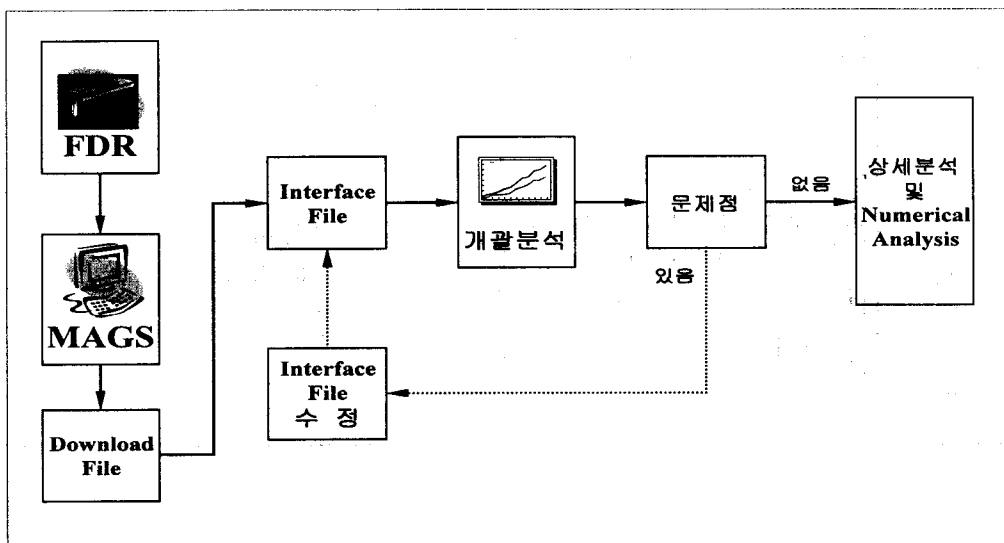 FDR
MAGS
Download
File
Interface
File
Interface
File
수 정
개괄분석
문제점
없음
있음
상세분석
및
Numerical
Analysis